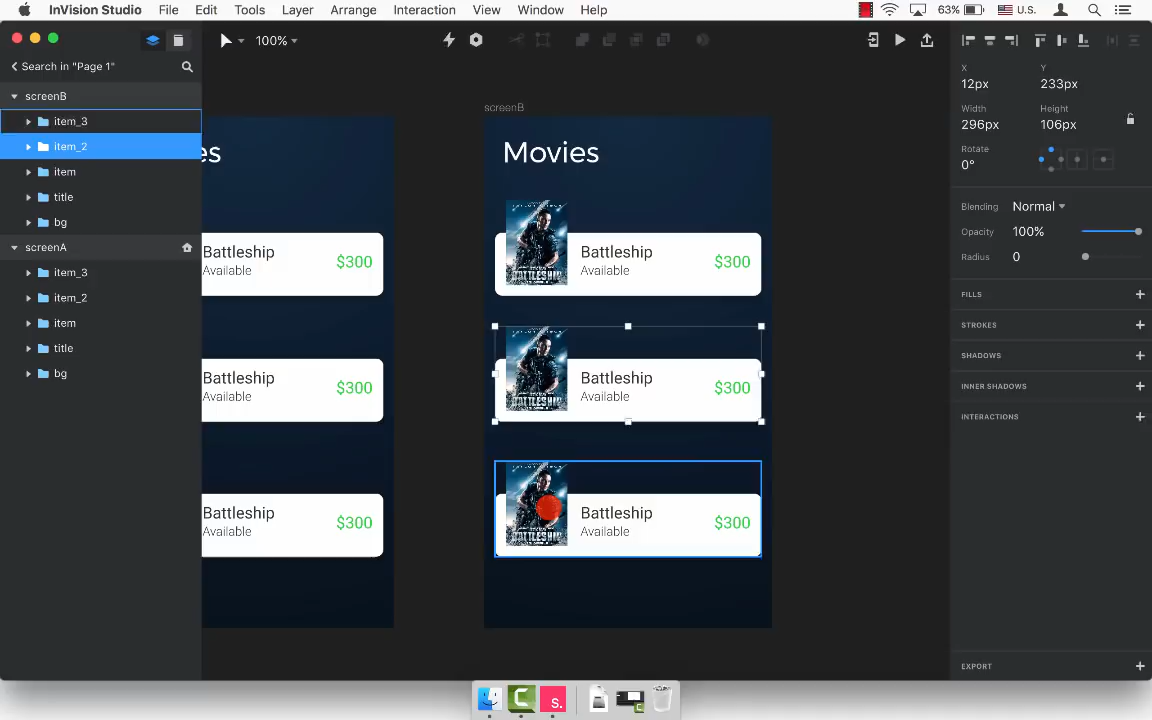 InVision Studio File Edit Tools Layer Arrange Interaction View Window Help 63% U.S.
100%
Search in "Page 1"
screenB
item_3
item_2
item
title
bg
screenA
item_3
item_2
item
title
bg
es
Battleship
Available
$300
Battleship
Available
$300
Battleship
Available
$300
screenB
Movies
BATTLESHIP
Battleship
Available
$300
BATTLESHIP
Battleship
Available
$300
BATTLESHIP
Battleship
Available
$300
X Y
12px 233px
Width Height
296px 106px
Rotate
0°
Blending Normal
Opacity 100%
Radius 0
FILLS
STROKES
SHADOWS
INNER SHADOWS
INTERACTIONS
EXPORT
C s.